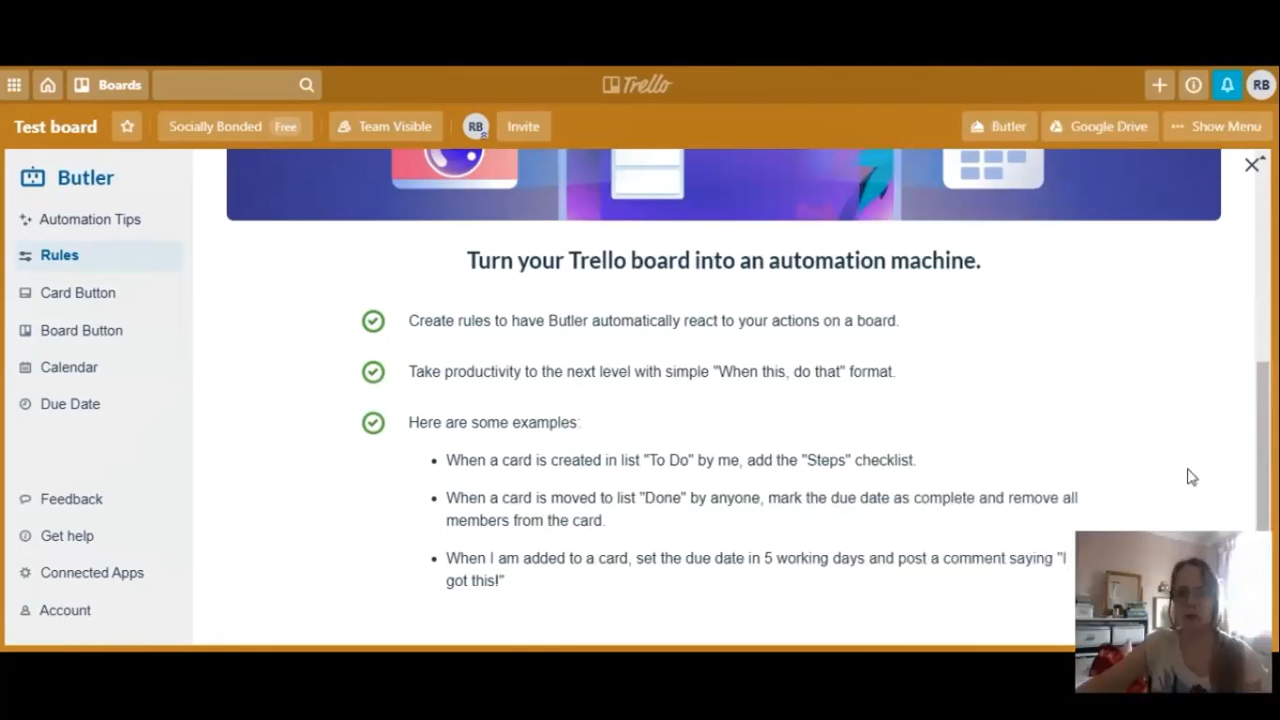 Boards
Trello
RB
Test board
Socially Bonded Free
Team Visible
RB
Invite
Butler
Google Drive
Show Menu
Butler
Automation Tips
Rules
Card Button
Board Button
Calendar
Due Date
Feedback
Get help
Connected Apps
Account
Turn your Trello board into an automation machine.
Create rules to have Butler automatically react to your actions on a board.
Take productivity to the next level with simple "When this, do that" format.
Here are some examples:
When a card is created in list "To Do" by me, add the "Steps" checklist.
When a card is moved to list "Done" by anyone, mark the due date as complete and remove all
members from the card.
When I am added to a card, set the due date in 5 working days and post a comment saying "I
got this!"